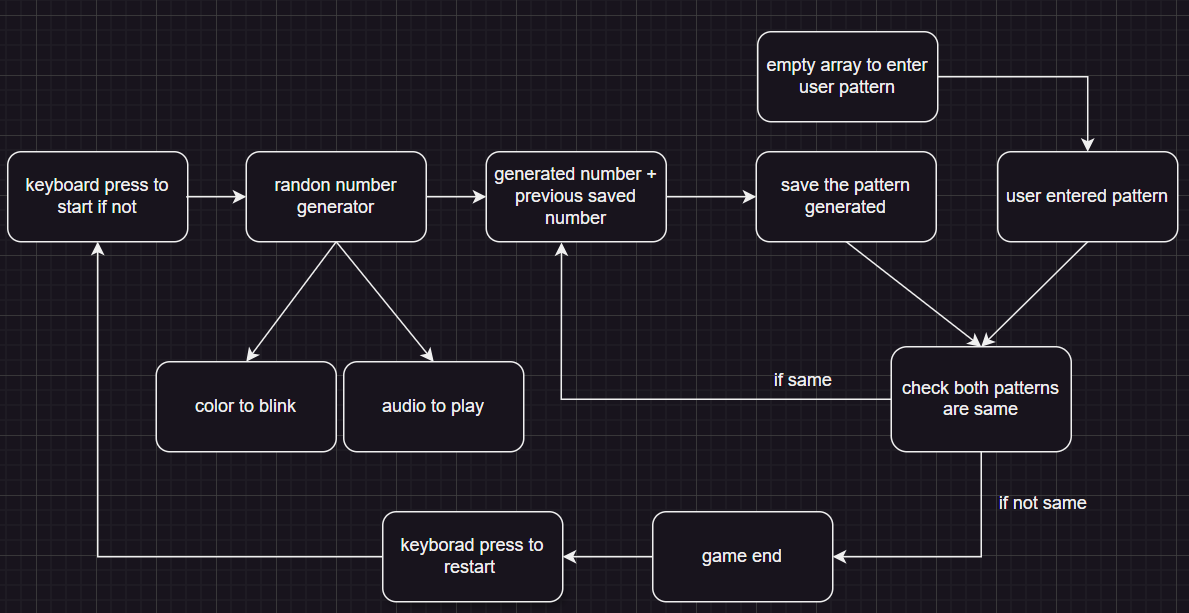 empty array to enter
user pattern
keyboard press to
start if not
randon number
generator
generated number +
previous saved
number
save the pattern
generated
user entered pattern
color to blink
audio to play
if same
check both patterns
are same
if not same
keyborad press to
restart
game end